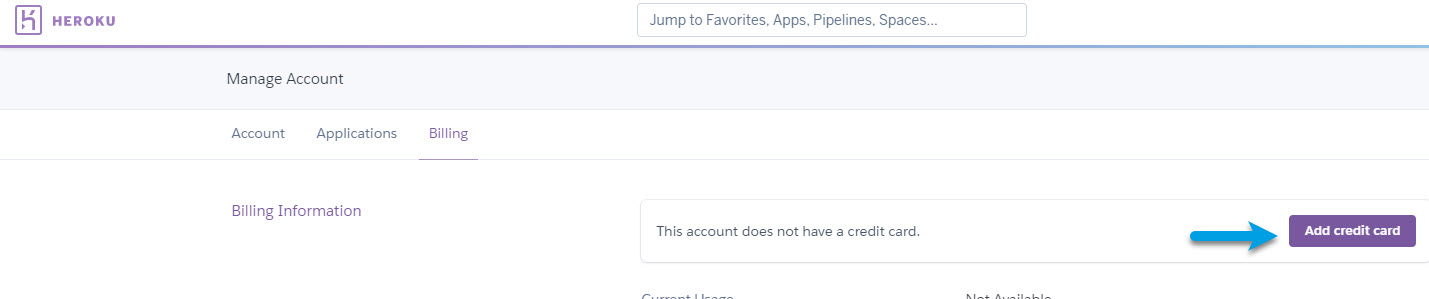 HEROKU
Jump to Favorites, Apps, Pipelines, Spaces...
Manage Account
Account Applications Billing
Billing Information
This account does not have a credit card. Add credit card
Current Usage Not Available